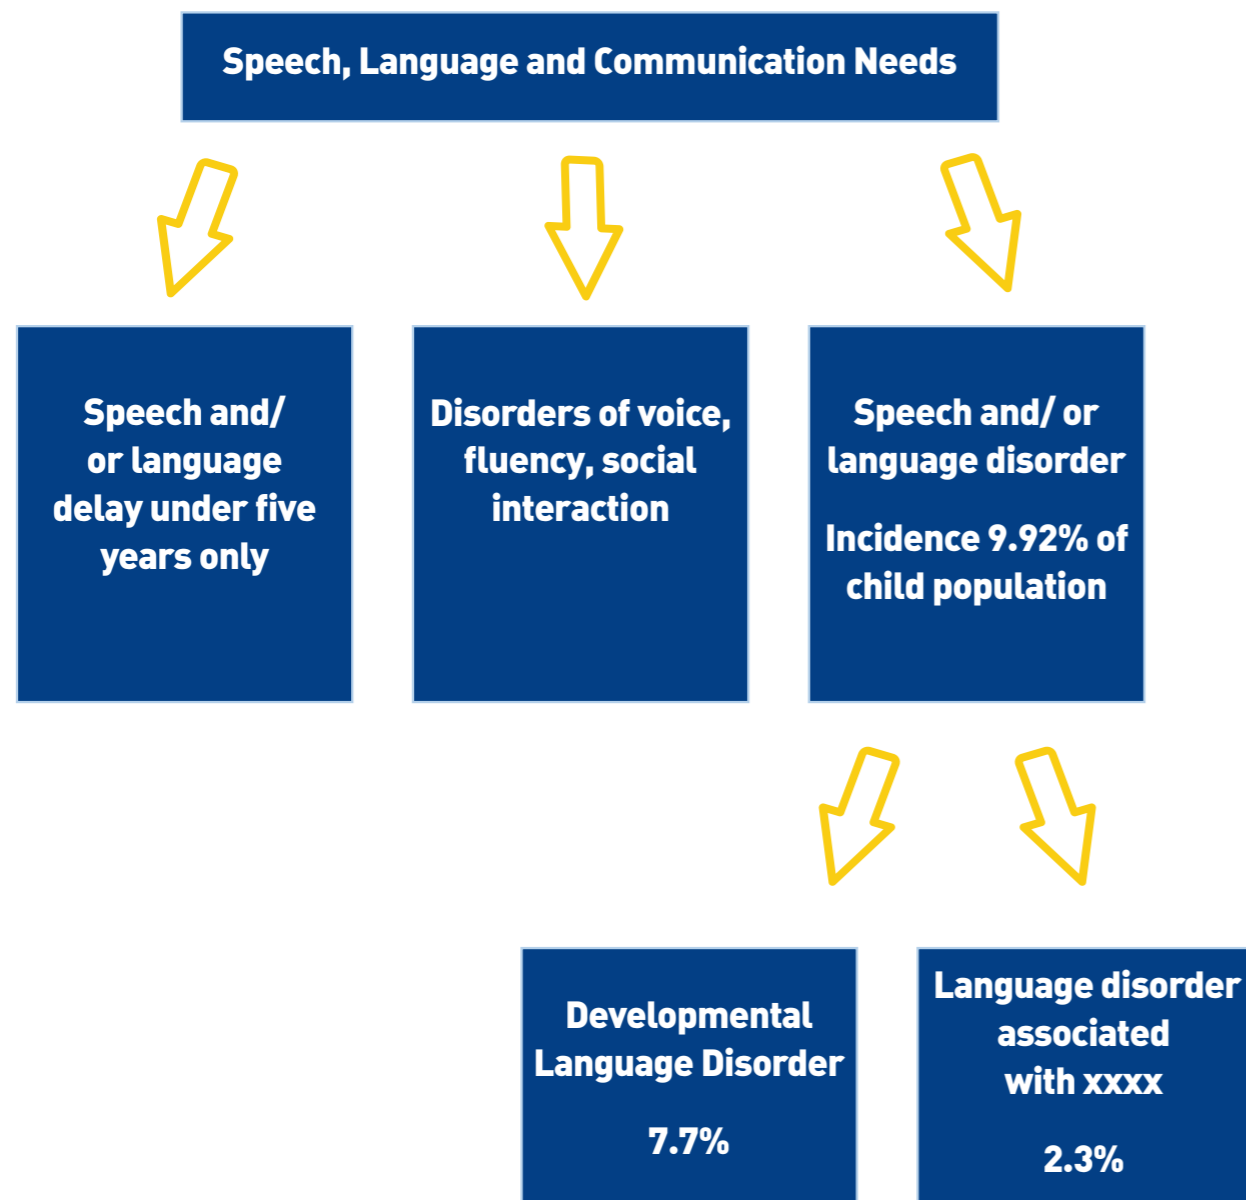 Speech, Language and Communication Needs
Speech and/
or language
delay under five
years only
Disorders of voice,
fluency, social
interaction
Speech and/ or
language disorder
Incidence 9.92% of
child population
Developmental
Language Disorder
7.7%
Language disorder
associated
with xxxx
2.3%